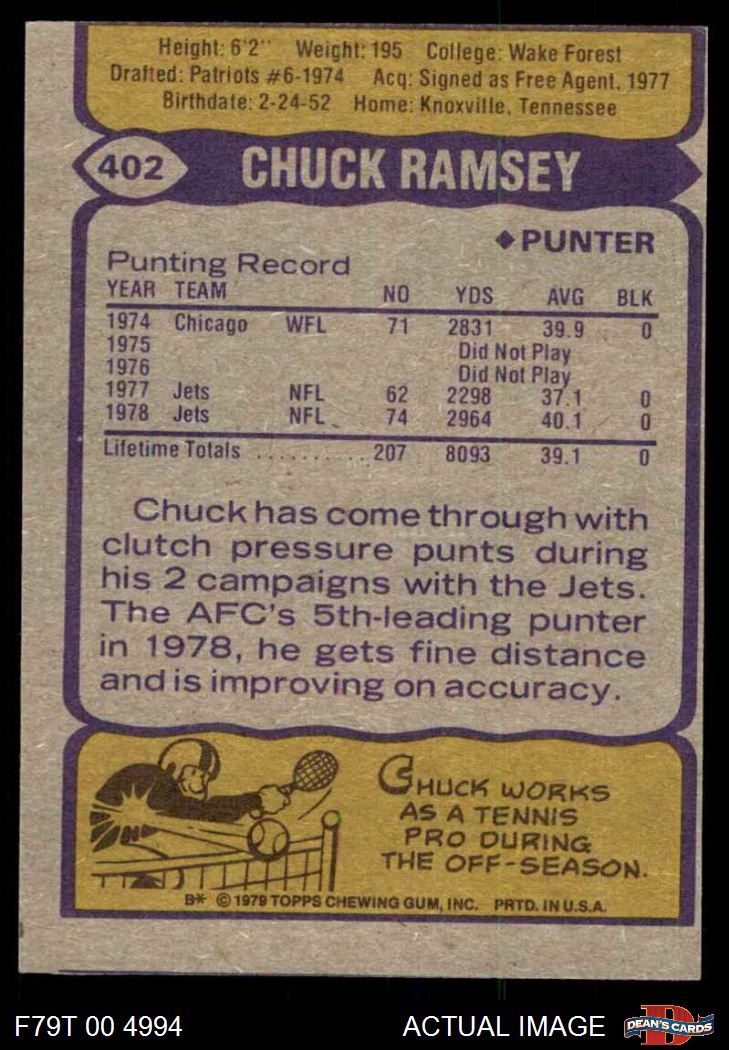 Height: 6'2" Weight: 195 College: Wake Forest
Drafted: Patriots #6-1974 Acq: Signed as Free Agent, 1977
Birthdate: 2-24-52 Home: Knoxville, Tennessee
402 CHUCK RAMSEY
◆PUNTER
Punting Record
YEAR TEAM NO YDS AVG BLK
1974 Chicago WFL 71 2831 39.9 0
1975 Did Not Play
1976 Did Not Play
1977 Jets NFL 62 2298 37.1 0
1978 Jets NFL 74 2964 40.1 0
Lifetime Totals .......... 207 8093 39.1 0
Chuck has come through with
clutch pressure punts during
his 2 campaigns with the Jets.
The AFC's 5th-leading punter
in 1978, he gets fine distance
and is improving on accuracy.
CHUCK WORKS
AS A TENNIS
PRO DURING
THE OFF-SEASON.
B* © 1979 TOPPS CHEWING GUM, INC. PRTD. IN U.S.A.
F79T 00 4994 ACTUAL IMAGE D DEAN'S CARDS